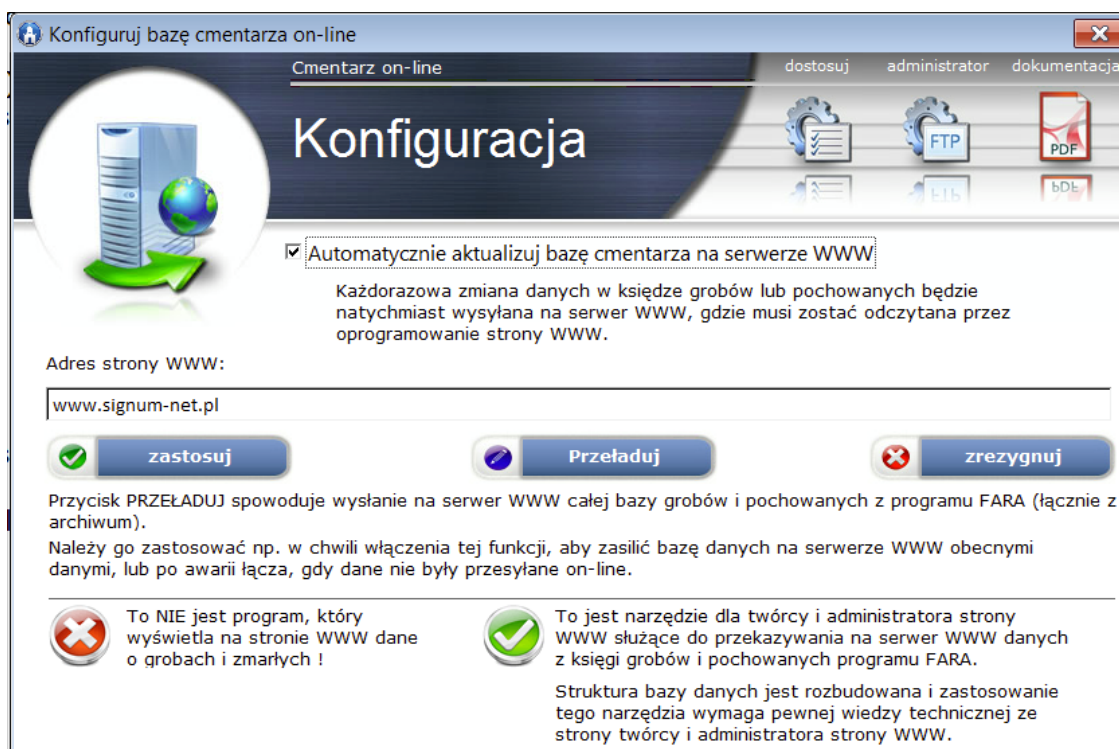 Konfiguruj bazę cmentarza on-line
Cmentarz on-line
dostosuj administrator dokumentacja
Konfiguracja
FTP
PDF
Automatycznie aktualizuj bazę cmentarza na serwerze WWW
Każdorazowa zmiana danych w księdze grobów lub pochowanych będzie
natychmiast wysyłana na serwer WWW, gdzie musi zostać odczytana przez
oprogramowanie strony WWW.
Adres strony WWW:
www.signum-net.pl
zastosuj Przeładuj zrezygnuj
Przycisk PRZEŁADUJ spowoduje wysłanie na serwer WWW całej bazy grobów i pochowanych z programu FARA (łącznie z
archiwum).
Należy go zastosować np. w chwili włączenia tej funkcji, aby zasilić bazę danych na serwerze WWW obecnymi
danymi, lub po awarii łącza, gdy dane nie były przesyłane on-line.
To NIE jest program, który
wyświetla na stronie WWW dane
o grobach i zmarłych !
To jest narzędzie dla twórcy i administratora strony
WWW służące do przekazywania na serwer WWW danych
z księgi grobów i pochowanych programu FARA.
Struktura bazy danych jest rozbudowana i zastosowanie
tego narzędzia wymaga pewnej wiedzy technicznej ze
strony twórcy i administratora strony WWW.